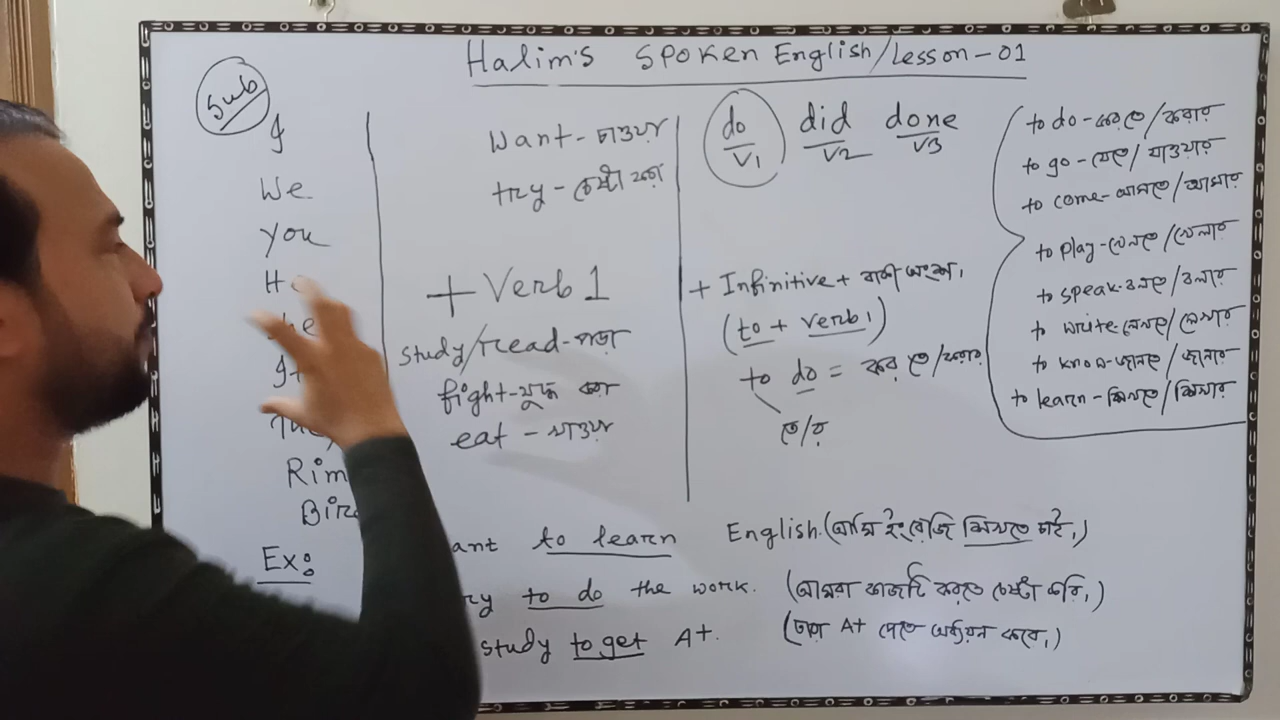 Halim's Spoken English/Lesson-01
Sub
I
We
you
He
She
It
They
Rim
Bird
want - চাওয়া
try - চেষ্টা করা
+ Verb 1
study/read - পড়া
fight - যুদ্ধ করা
eat - খাওয়া
do did done
V1 V2 V3
+ Infinitive + বাকী অংশ।
(to + verb1)
to do = করতে/করার
তে/র
to do - করতে/করার
to go - যেতে/যাওয়ার
to come - আসতে/আসার
to play - খেলতে/খেলার
to speak - বলতে/বলার
to write - লেখতে/লেখার
to know - জানতে/জানার
to learn - শিখতে/শিখার
Ex:
ant to learn English. (আমি ইংরেজি শিখতে চাই।)
ry to do the work. (আমরা কাজটি করতে চেষ্টা করি।)
study to get A+. (তারা A+ পেতে অধ্যয়ন করে।)